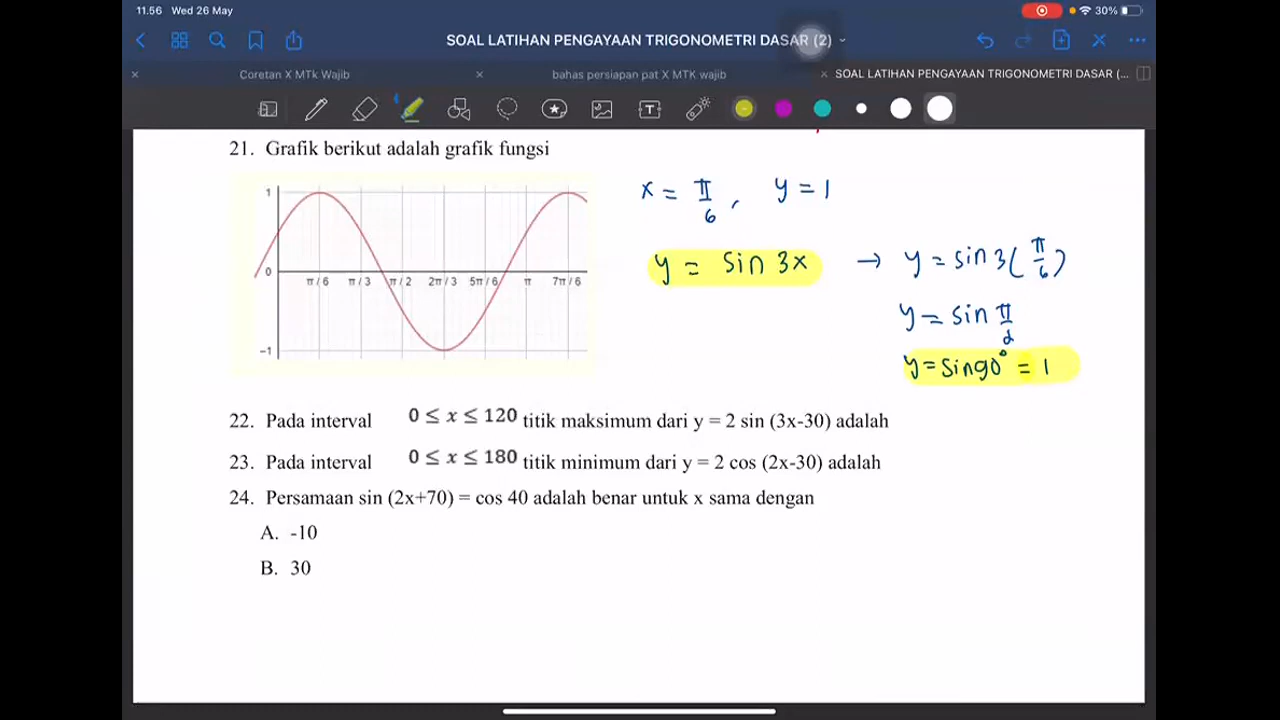 11.56 Wed 26 May
30%
SOAL LATIHAN PENGAYAAN TRIGONOMETRI DASAR (2)
Coretan X MTk Wajib
bahas persiapan pat X MTK wajib
SOAL LATIHAN PENGAYAAN TRIGONOMETRI DASAR (...
21. Grafik berikut adalah grafik fungsi
1
0
π / 6 π / 3 π / 2 2π / 3 5π / 6 π 7π / 6
−1
x = π/6 , y = 1
y = sin 3x → y = sin 3(π/6)
y = sin π/2
y = sin 90° = 1
22. Pada interval 0 ≤ x ≤ 120 titik maksimum dari y = 2 sin (3x-30) adalah
23. Pada interval 0 ≤ x ≤ 180 titik minimum dari y = 2 cos (2x-30) adalah
24. Persamaan sin (2x+70) = cos 40 adalah benar untuk x sama dengan
A. -10
B. 30